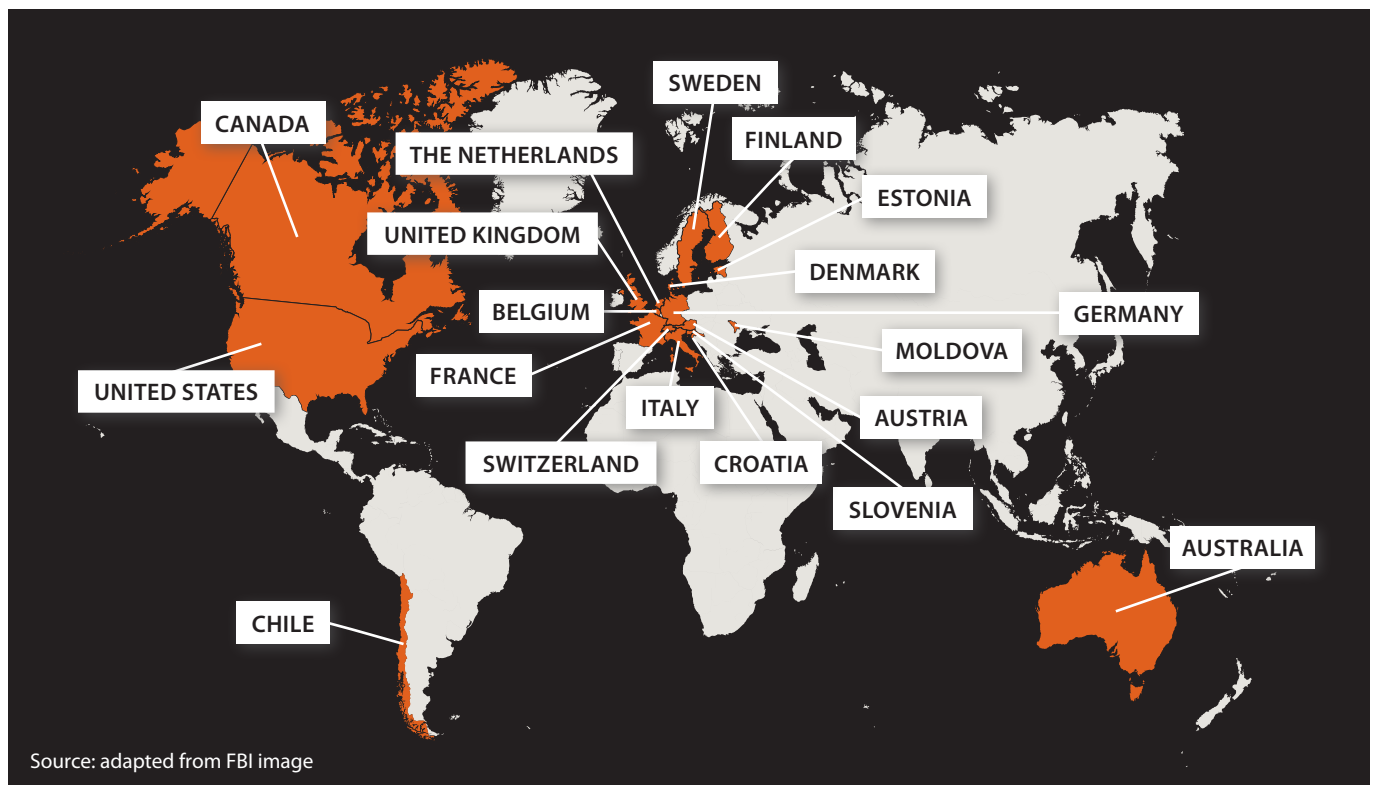 SWEDEN
CANADA
FINLAND
THE NETHERLANDS
ESTONIA
UNITED KINGDOM
DENMARK
BELGIUM
GERMANY
MOLDOVA
FRANCE
UNITED STATES
ITALY
AUSTRIA
SWITZERLAND
CROATIA
SLOVENIA
AUSTRALIA
CHILE
Source: adapted from FBI image